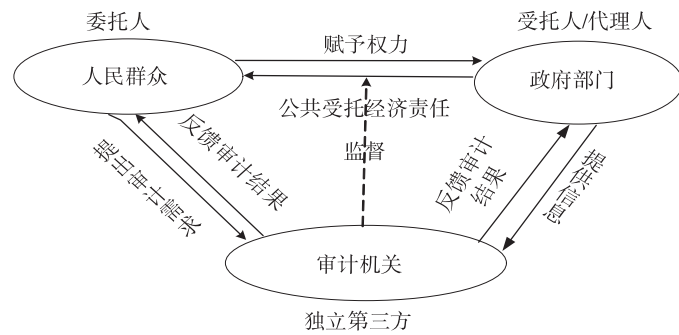 委托人
受托人/代理人
赋予权力
人民群众
政府部门
公共受托经济责任
监督
反馈审计结果
提出审计需求
反馈审计
结果
提供信息
审计机关
独立第三方